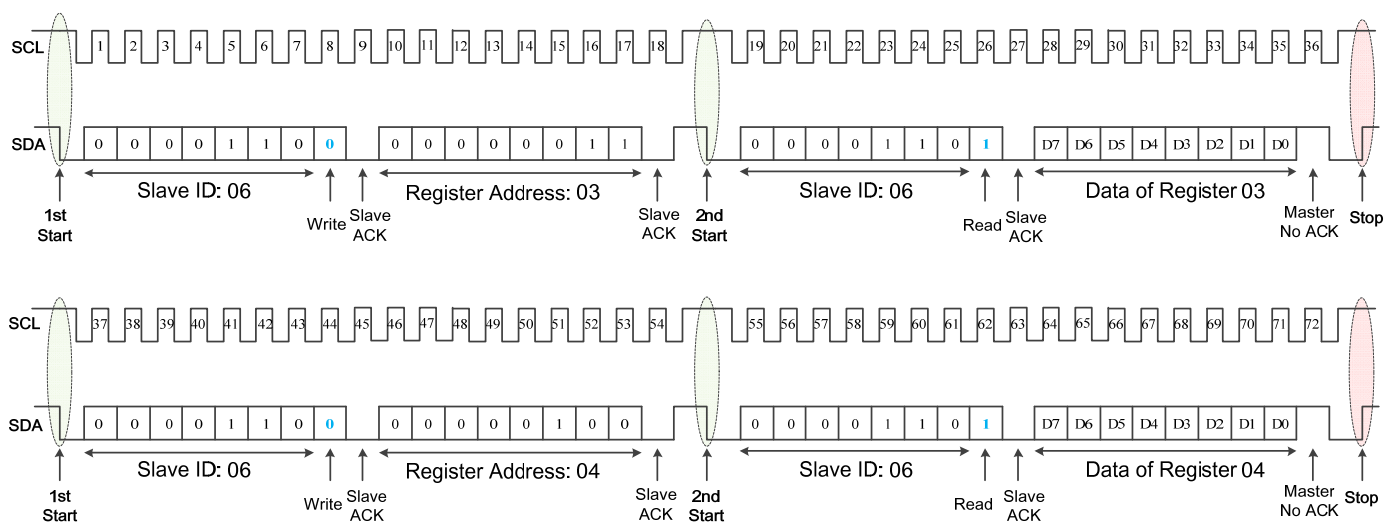 SCL 1 2 3 4 5 6 7 8 9 10 11 12 13 14 15 16 17 18 19 20 21 22 23 24 25 26 27 28 29 30 31 32 33 34 35 36
SDA 0 0 0 0 1 1 0 0 0 0 0 0 0 0 1 1 0 0 0 0 1 1 0 1 D7 D6 D5 D4 D3 D2 D1 D0
Slave ID: 06 Register Address: 03 Slave ID: 06 Data of Register 03
1st Start Write Slave ACK Slave ACK 2nd Start Read Slave ACK Master No ACK Stop
SCL 37 38 39 40 41 42 43 44 45 46 47 48 49 50 51 52 53 54 55 56 57 58 59 60 61 62 63 64 65 66 67 68 69 70 71 72
SDA 0 0 0 0 1 1 0 0 0 0 0 0 0 1 0 0 0 0 0 0 1 1 0 1 D7 D6 D5 D4 D3 D2 D1 D0
Slave ID: 06 Register Address: 04 Slave ID: 06 Data of Register 04
1st Start Write Slave ACK Slave ACK 2nd Start Read Slave ACK Master No ACK Stop